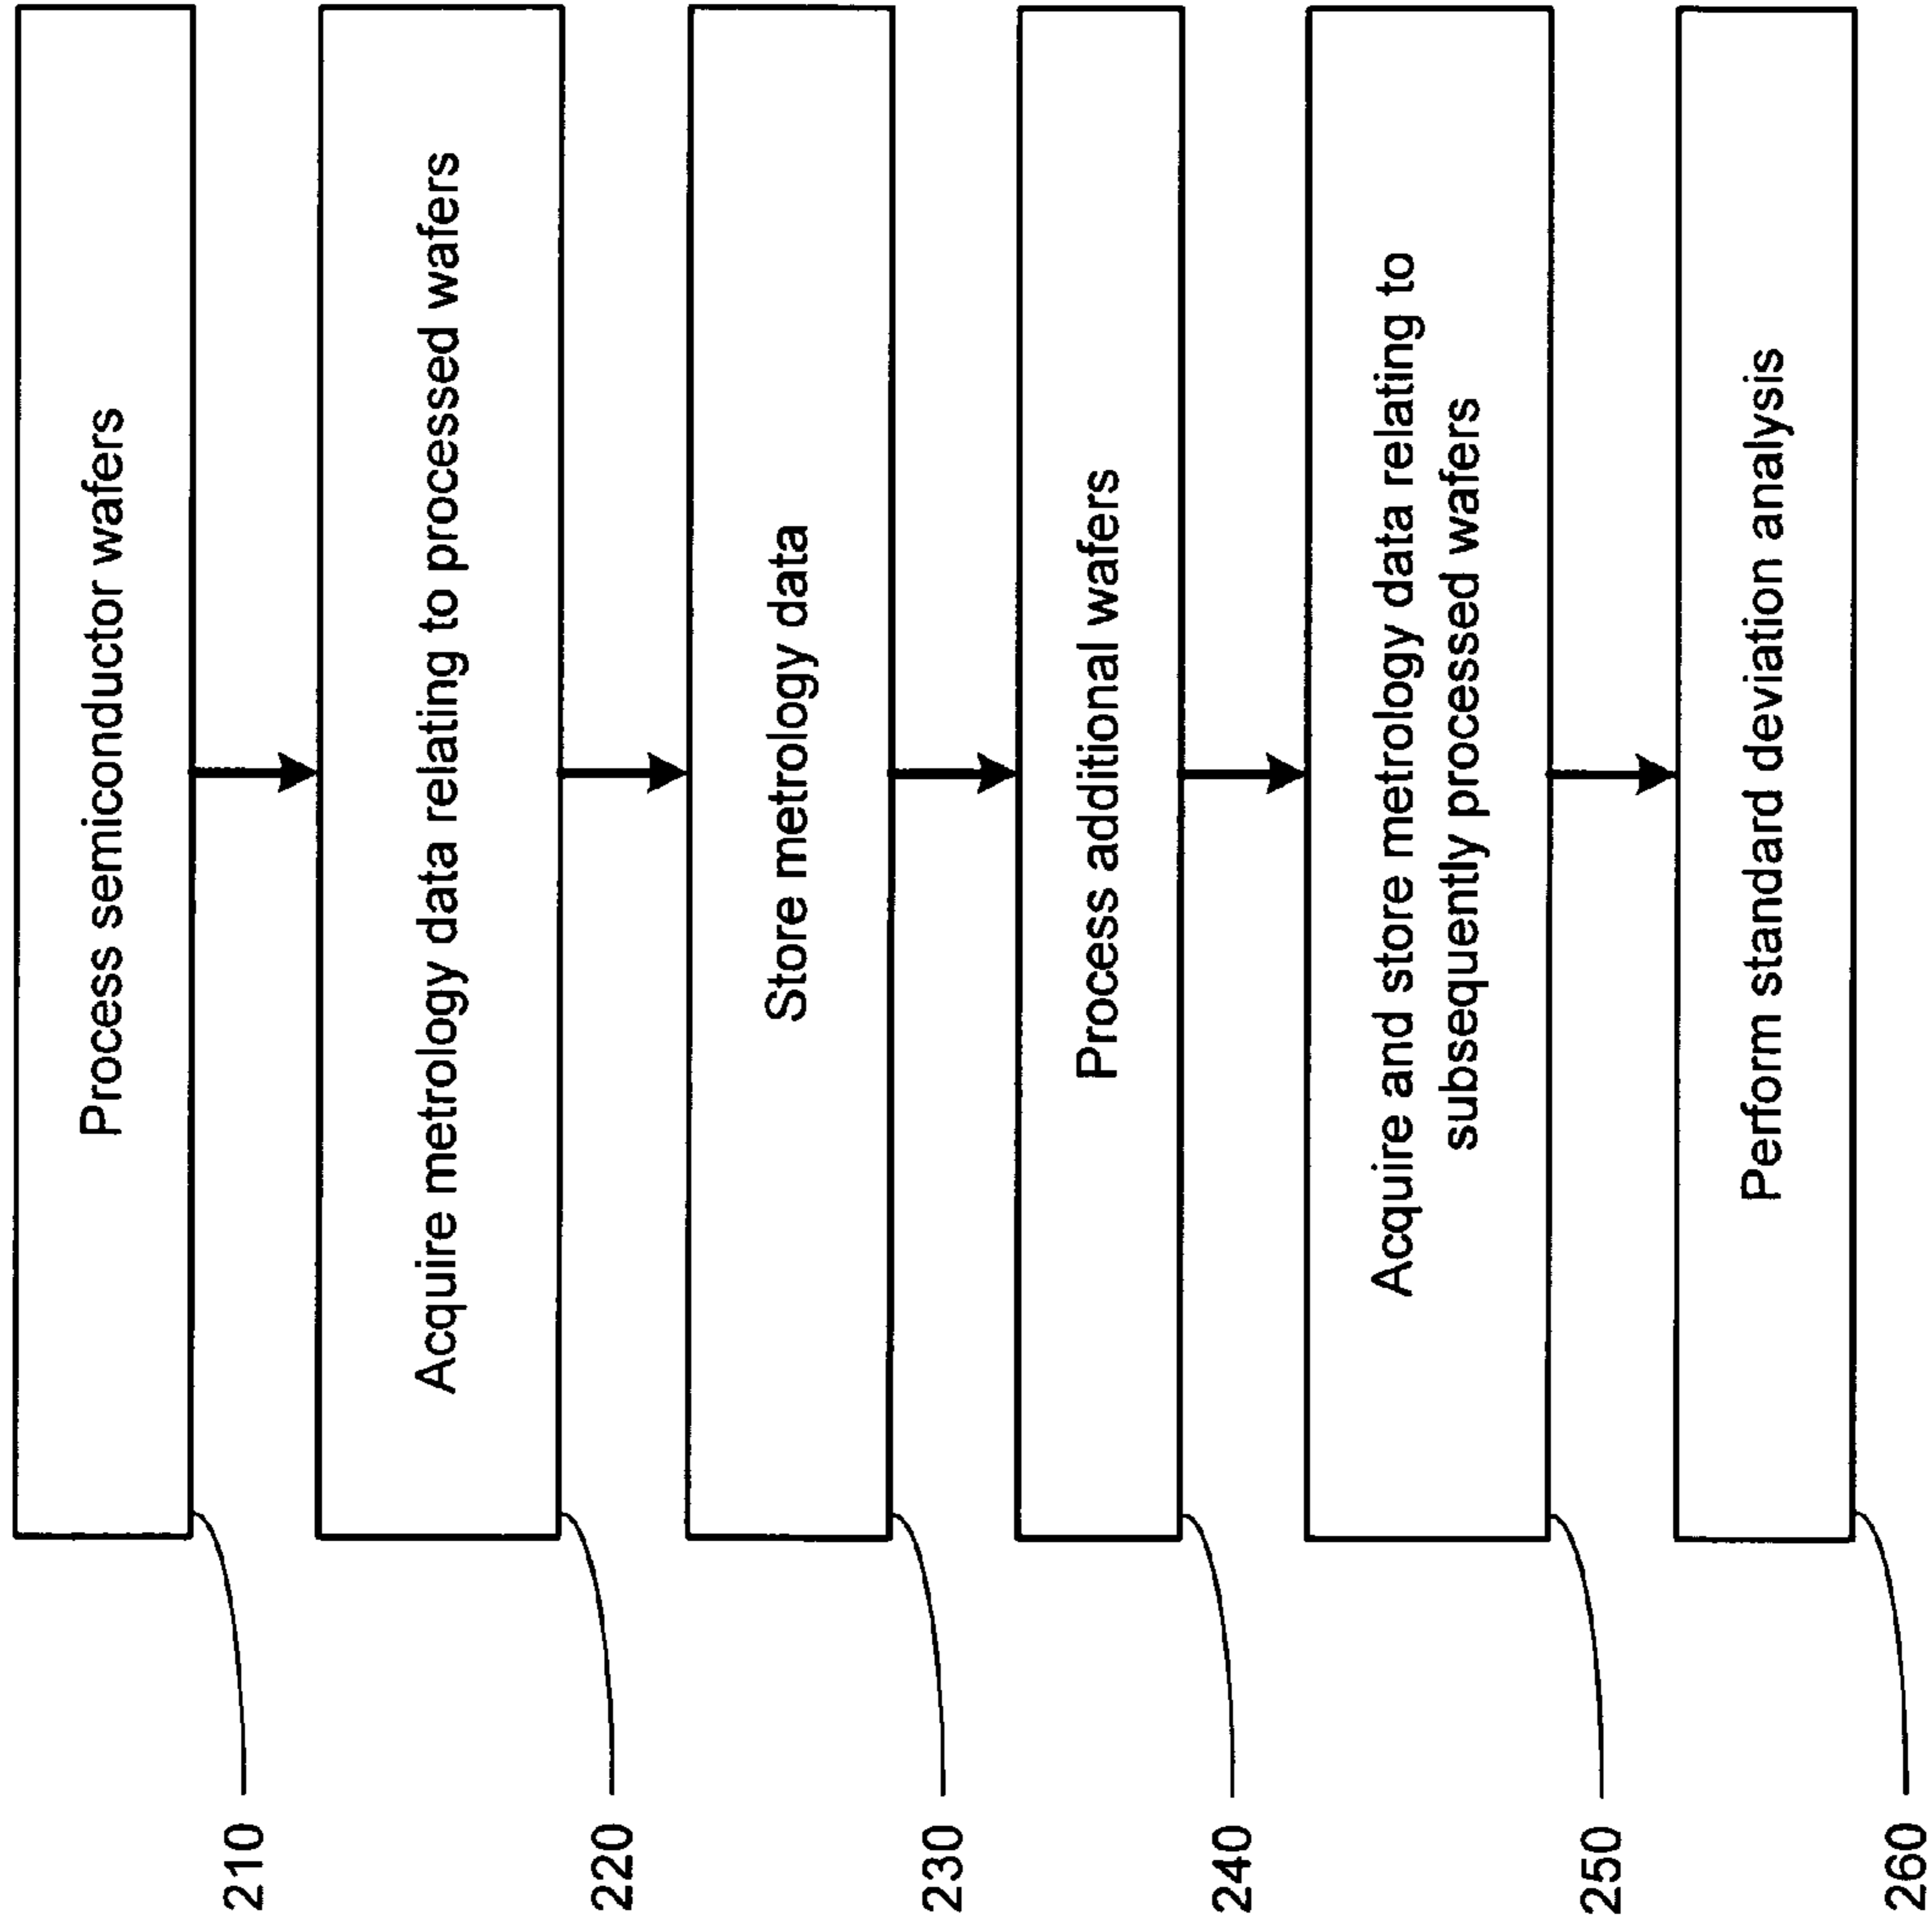 Process semiconductor wafers
210
Acquire metrology data relating to processed wafers
220
Store metrology data
230
Process additional wafers
240
Acquire and store metrology data relating to
subsequently processed wafers
250
Perform standard deviation analysis
260